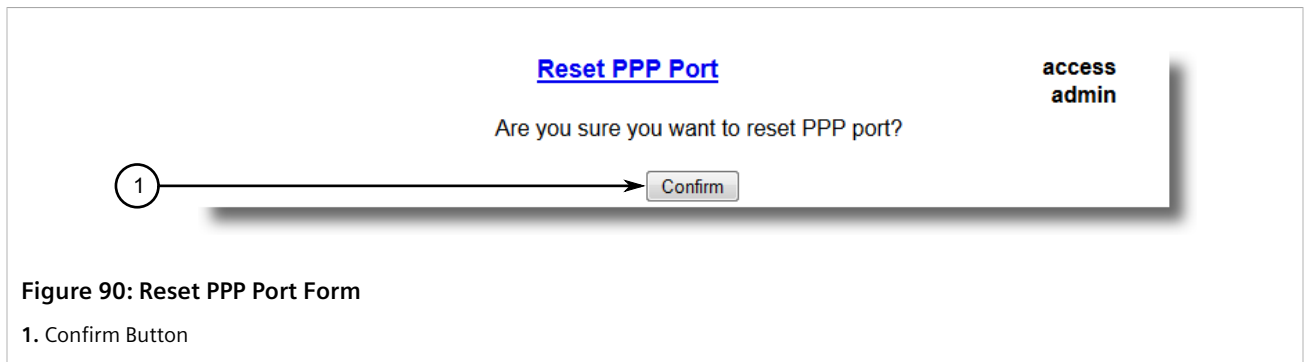 Reset PPP Port
access
admin
Are you sure you want to reset PPP port?
1
Confirm
Figure 90: Reset PPP Port Form
1. Confirm Button